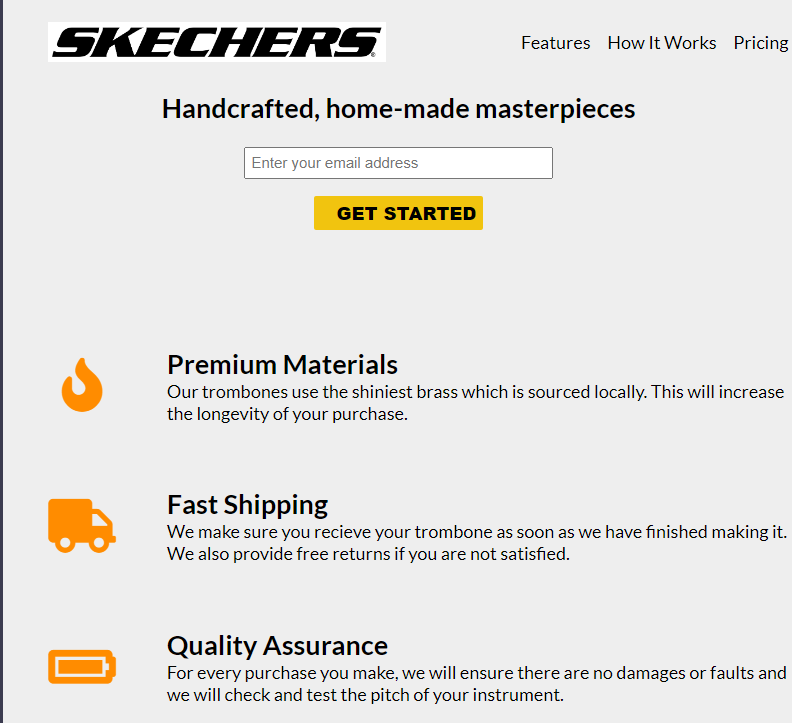 SKECHERS®
Features How It Works Pricing
Handcrafted, home-made masterpieces
Enter your email address
GET STARTED
Premium Materials
Our trombones use the shiniest brass which is sourced locally. This will increase
the longevity of your purchase.
Fast Shipping
We make sure you recieve your trombone as soon as we have finished making it.
We also provide free returns if you are not satisfied.
Quality Assurance
For every purchase you make, we will ensure there are no damages or faults and
we will check and test the pitch of your instrument.